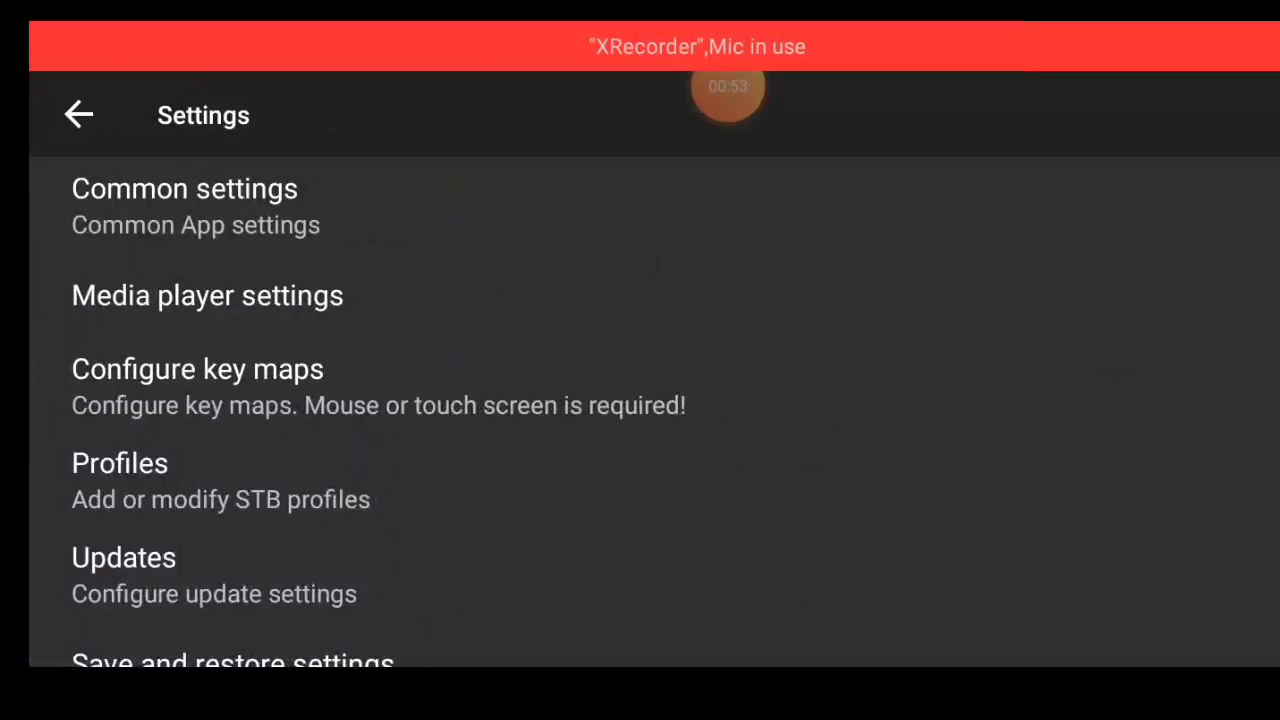 "XRecorder",Mic in use
00:53
Settings
Common settings
Common App settings
Media player settings
Configure key maps
Configure key maps. Mouse or touch screen is required!
Profiles
Add or modify STB profiles
Updates
Configure update settings
Save and restore settings